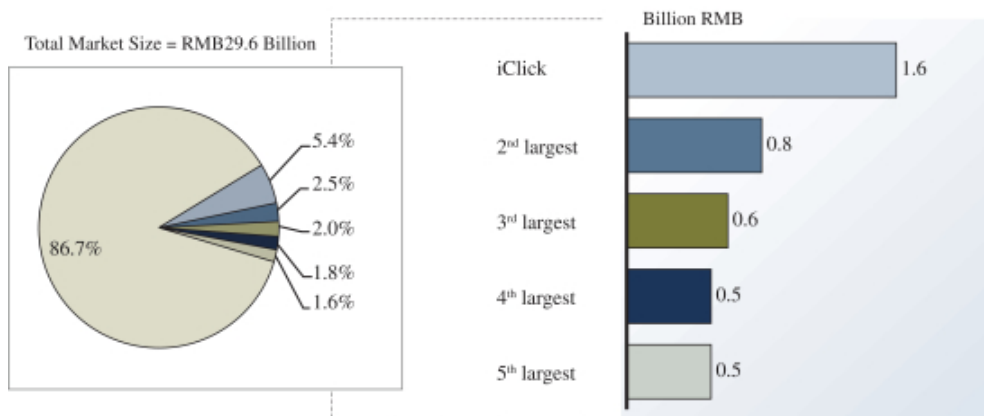 Total Market Size = RMB29.6 Billion
5.4%
2.5%
2.0%
1.8%
1.6%
86.7%
Billion RMB
iClick
1.6
2nd largest
0.8
3rd largest
0.6
4th largest
0.5
5th largest
0.5